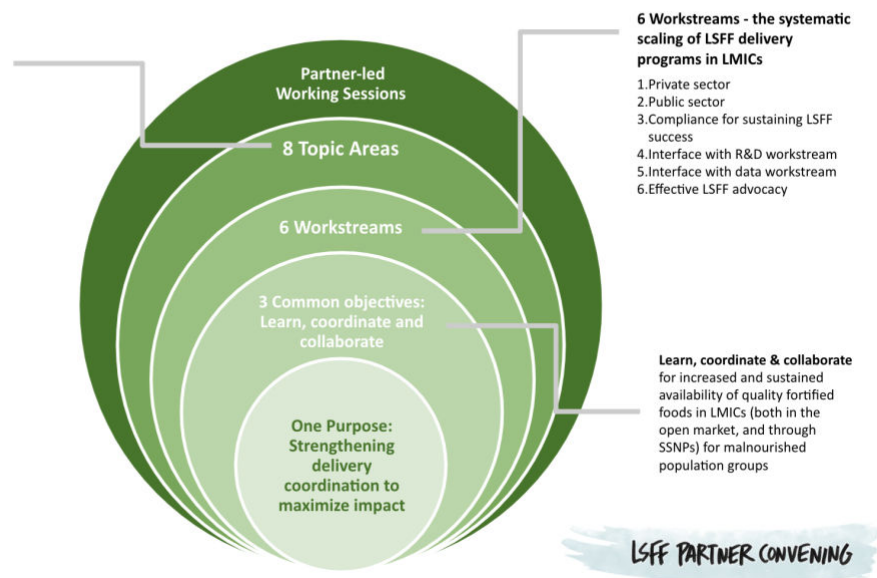 Partner-led
Working Sessions
8 Topic Areas
6 Workstreams
3 Common objectives:
Learn, coordinate and
collaborate
One Purpose:
Strengthening
delivery
coordination to
maximize impact
6 Workstreams - the systematic
scaling of LSFF delivery
programs in LMICs
1.Private sector
2.Public sector
3.Compliance for sustaining LSFF
success
4.Interface with R&D workstream
5.Interface with data workstream
6.Effective LSFF advocacy
Learn, coordinate & collaborate
for increased and sustained
availability of quality fortified
foods in LMICs (both in the
open market, and through
SSNPs) for malnourished
population groups
LSFF PARTNER CONVENING